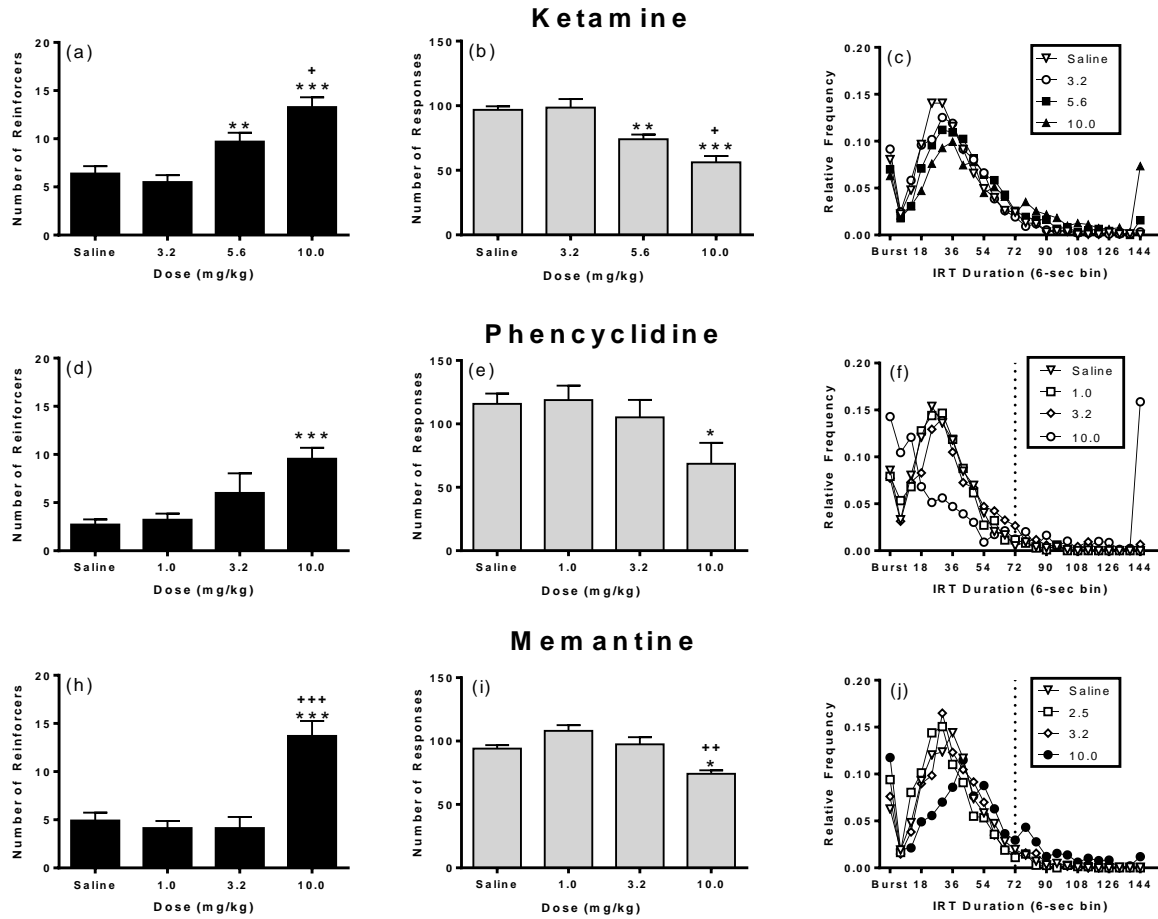 Ketamine
(a)
Number of Reinforcers
20
15
10
5
0
**
+
***
Saline 3.2 5.6 10.0
Dose (mg/kg)
(b)
Number of Responses
150
100
50
0
**
+
***
Saline 3.2 5.6 10.0
Dose (mg/kg)
(c)
Relative Frequency
0.20
0.15
0.10
0.05
0.00
Saline
3.2
5.6
10.0
Burst 18 36 54 72 90 108 126 144
IRT Duration (6-sec bin)
Phencyclidine
(d)
Number of Reinforcers
20
15
10
5
0
***
Saline 1.0 3.2 10.0
Dose (mg/kg)
(e)
Number of Responses
150
100
50
0
*
Saline 1.0 3.2 10.0
Dose (mg/kg)
(f)
Relative Frequency
0.20
0.15
0.10
0.05
0.00
Saline
1.0
3.2
10.0
Burst 18 36 54 72 90 108 126 144
IRT Duration (6-sec bin)
Memantine
(h)
Number of Reinforcers
20
15
10
5
0
+++
***
Saline 1.0 3.2 10.0
Dose (mg/kg)
(i)
Number of Responses
150
100
50
0
++
*
Saline 1.0 3.2 10.0
Dose (mg/kg)
(j)
Relative Frequency
0.20
0.15
0.10
0.05
0.00
Saline
2.5
3.2
10.0
Burst 18 36 54 72 90 108 126 144
IRT Duration (6-sec bin)